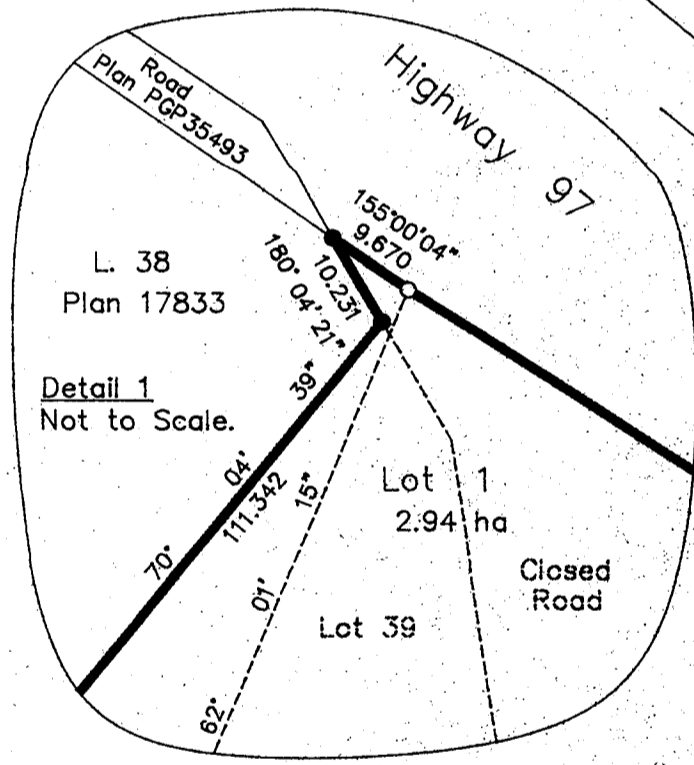 Road
Plan PGP35493
Highway 97
155°00'04"
9.670
10.231
180° 04' 21"
L. 38
Plan 17833
Detail 1
Not to Scale.
70° 04' 39"
111.342
62° 01' 15"
Lot 1
2.94 ha
Closed
Road
Lot 39